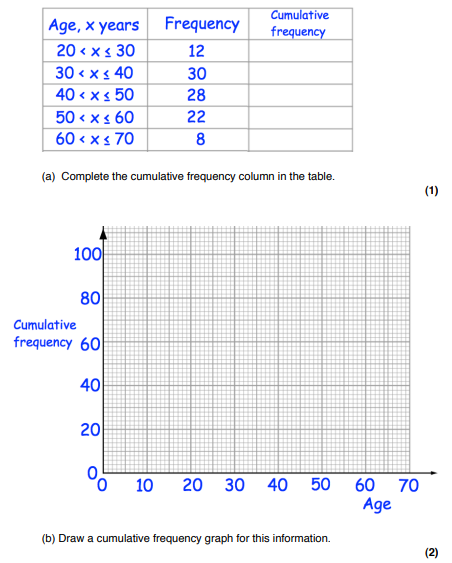 Age, x years Frequency Cumulative frequency
20 < x ≤ 30 12
30 < x ≤ 40 30
40 < x ≤ 50 28
50 < x ≤ 60 22
60 < x ≤ 70 8
(a) Complete the cumulative frequency column in the table.
(1)
100
80
Cumulative
frequency 60
40
20
0
0 10 20 30 40 50 60 70
Age
(b) Draw a cumulative frequency graph for this information.
(2)